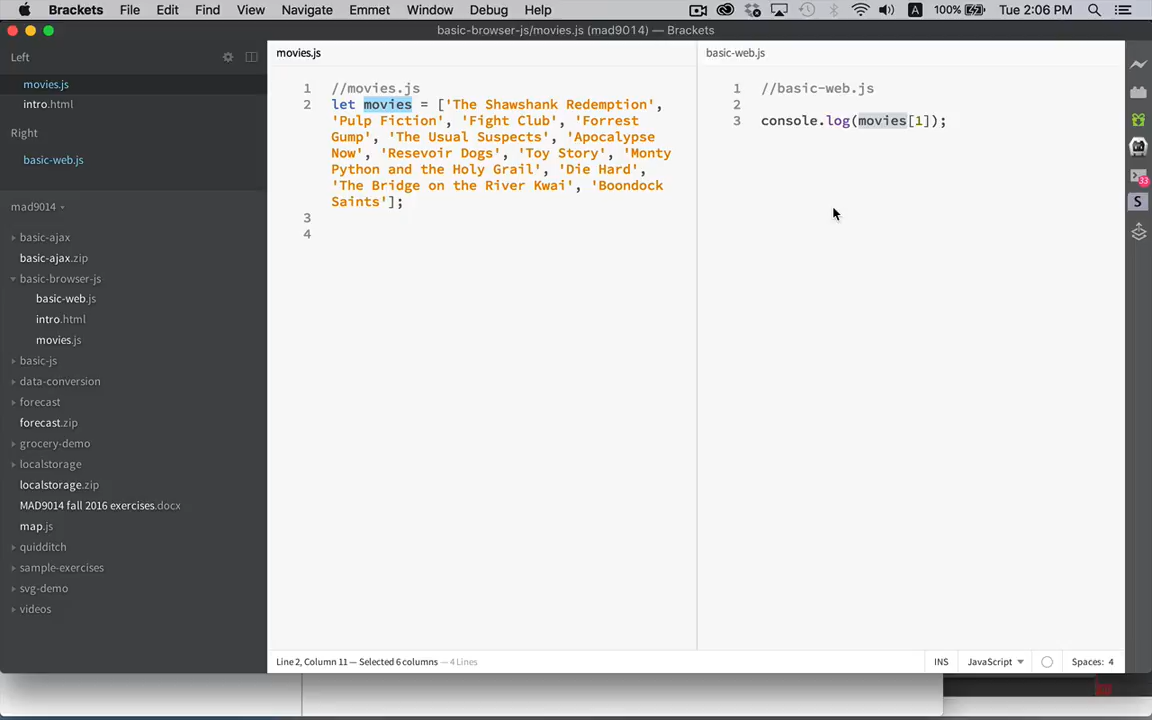 Brackets File Edit Find View Navigate Emmet Window Debug Help A 100% Tue 2:06 PM
basic-browser-js/movies.js (mad9014) — Brackets
Left
movies.js
intro.html
Right
basic-web.js
mad9014
basic-ajax
basic-ajax.zip
basic-browser-js
basic-web.js
intro.html
movies.js
basic-js
data-conversion
forecast
forecast.zip
grocery-demo
localstorage
localstorage.zip
MAD9014 fall 2016 exercises.docx
map.js
quidditch
sample-exercises
svg-demo
videos
movies.js
1 //movies.js
2 let movies = ['The Shawshank Redemption',
'Pulp Fiction', 'Fight Club', 'Forrest
Gump', 'The Usual Suspects', 'Apocalypse
Now', 'Resevoir Dogs', 'Toy Story', 'Monty
Python and the Holy Grail', 'Die Hard',
'The Bridge on the River Kwai', 'Boondock
Saints'];
3
4
basic-web.js
1 //basic-web.js
2
3 console.log(movies[1]);
33
S
Line 2, Column 11 — Selected 6 columns — 4 Lines
INS JavaScript Spaces: 4